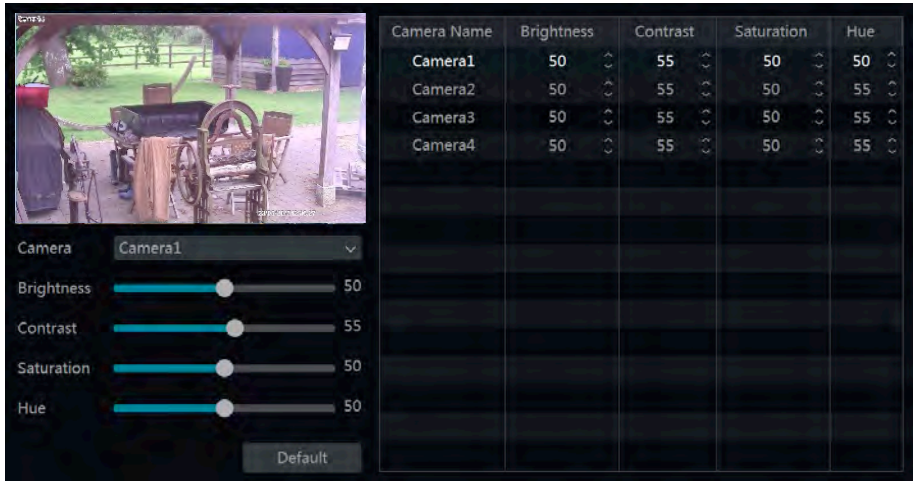 Camera
Camera1
Brightness
50
Contrast
55
Saturation
50
Hue
50
Default
Camera Name Brightness Contrast Saturation Hue
Camera1 50 55 50 50
Camera2 50 55 50 55
Camera3 50 55 50 55
Camera4 50 55 50 55